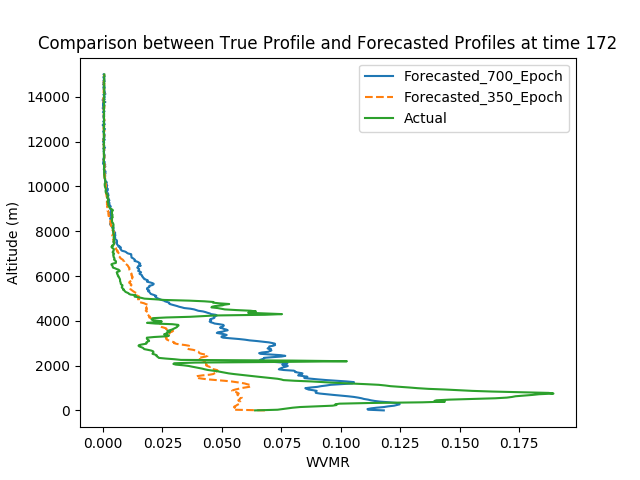 Comparison between True Profile and Forecasted Profiles at time 172
Forecasted_700_Epoch
Forecasted_350_Epoch
Actual
14000
12000
10000
8000
6000
4000
2000
0
Altitude (m)
0.000
0.025
0.050
0.075
0.100
0.125
0.150
0.175
WVMR